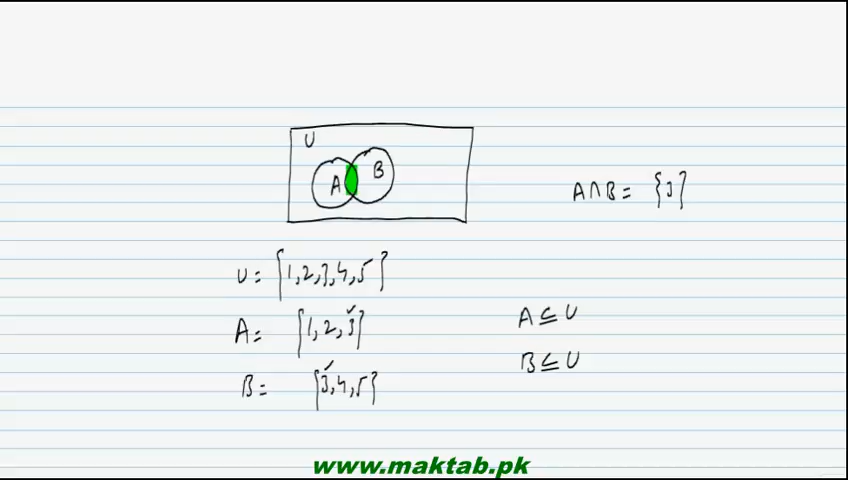 U
A B
A∩B = {3}
U = {1,2,3,4,5}
A = {1,2,3}
A ⊆ U
B = {3,4,5}
B ⊆ U
www.maktab.pk